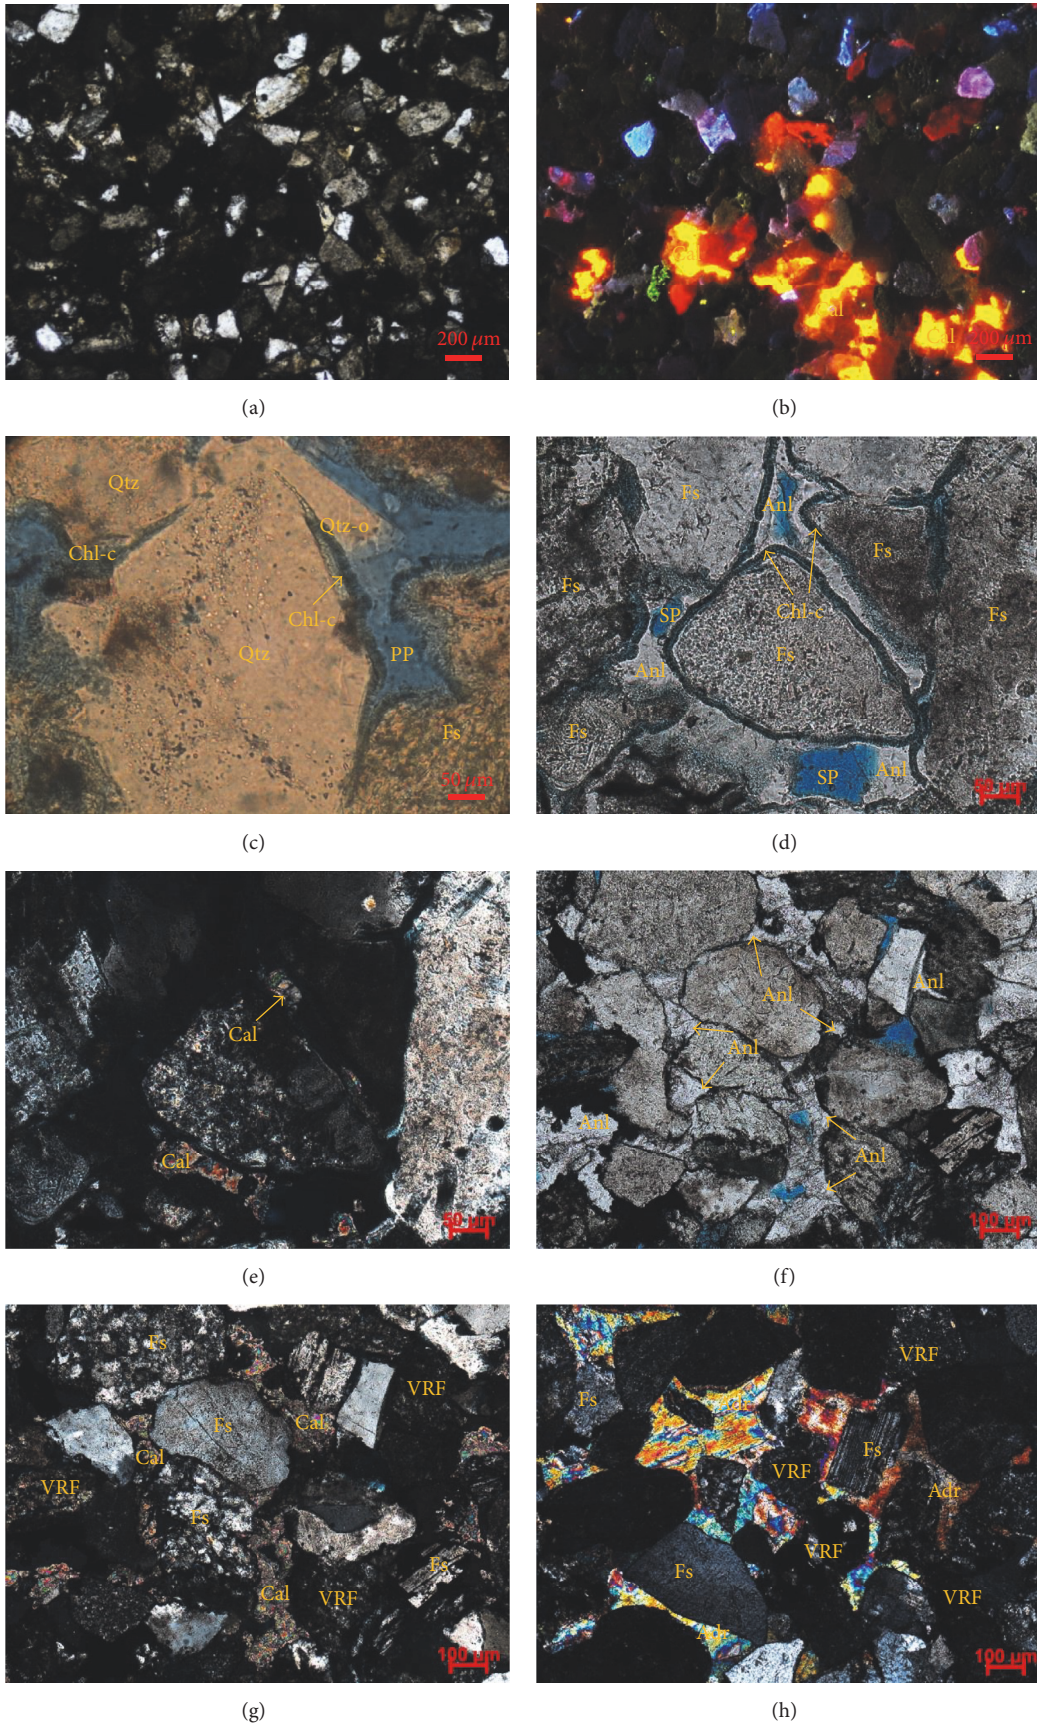 200 μm
Cal
Cal
200 μm
(a)
(b)
Qtz
Qtz-o
Chl-c
Chl-c
Qtz
PP
Fs
50 μm
Fs
Anl
Fs
Fs
SP
Chl-c
Fs
Fs
Anl
Fs
SP
Anl
50 μm
(c)
(d)
Cal
Cal
50 μm
Anl
Anl
Anl
Anl
Anl
100 μm
(e)
(f)
Fs
VRF
Fs
Cal
Cal
VRF
Fs
Fs
Cal
VRF
100 μm
VRF
Fs
Fs
VRF
Adr
VRF
Fs
VRF
Adr
100 μm
(g)
(h)